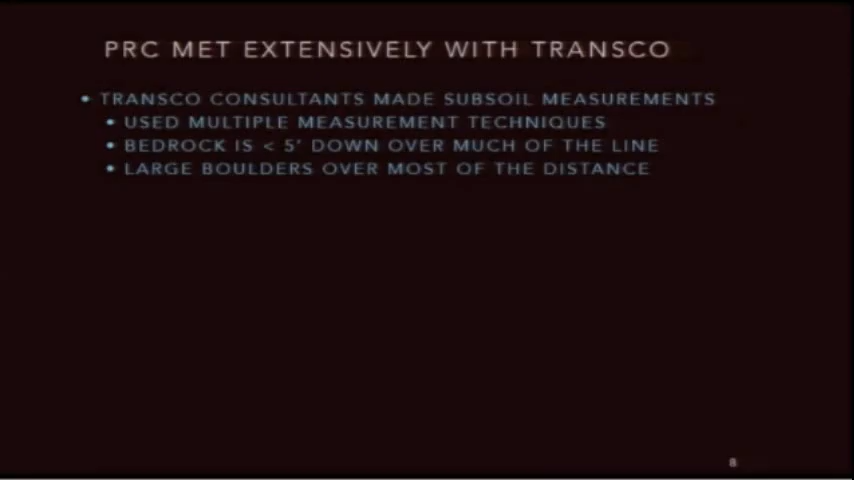 PRC MET EXTENSIVELY WITH TRANSCO
• TRANSCO CONSULTANTS MADE SUBSOIL MEASUREMENTS
• USED MULTIPLE MEASUREMENT TECHNIQUES
• BEDROCK IS < 5' DOWN OVER MUCH OF THE LINE
• LARGE BOULDERS OVER MOST OF THE DISTANCE
8